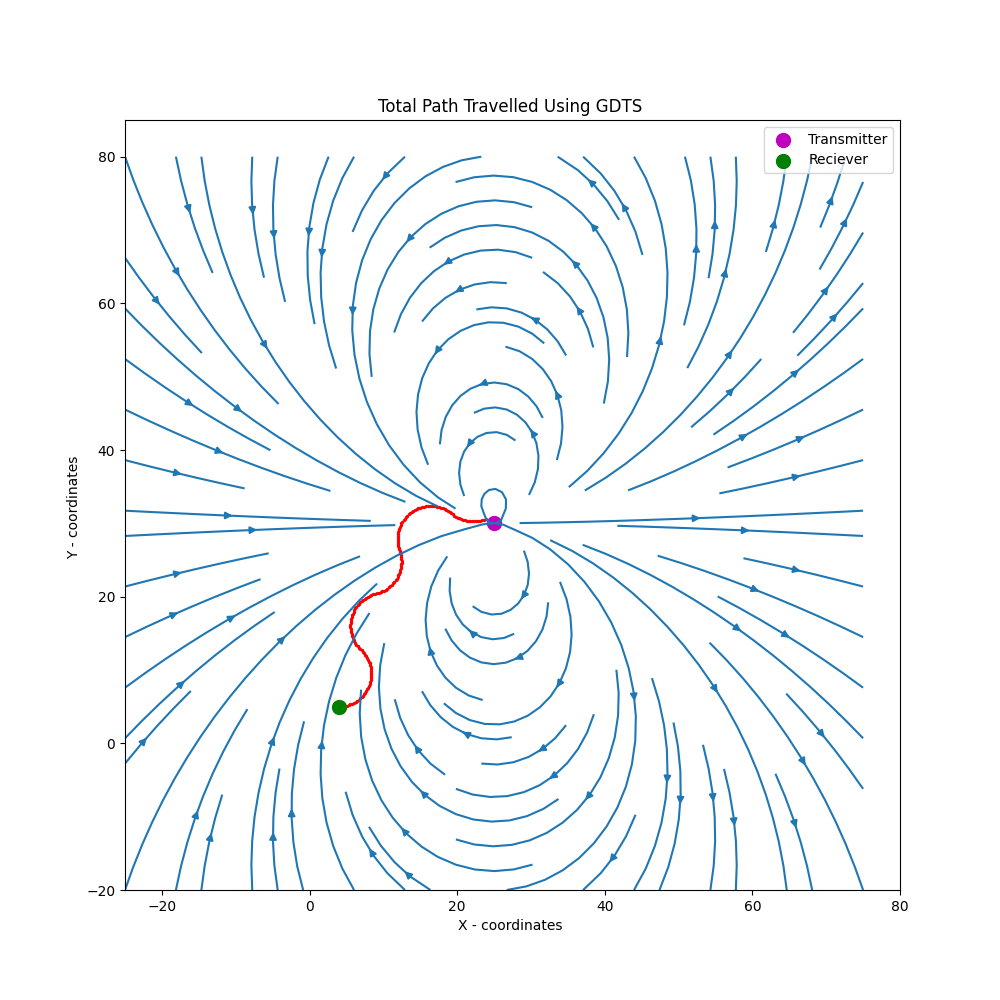 Total Path Travelled Using GDTS
Transmitter
Reciever
80
60
40
20
0
−20
Y - coordinates
−20
0
20
40
60
80
X - coordinates